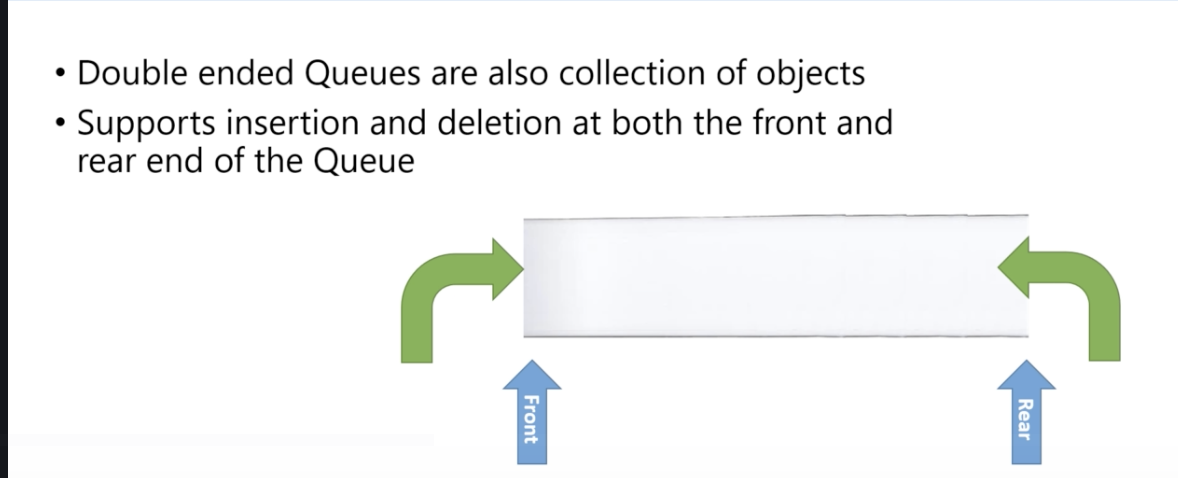 • Double ended Queues are also collection of objects
• Supports insertion and deletion at both the front and
rear end of the Queue
Front
Rear